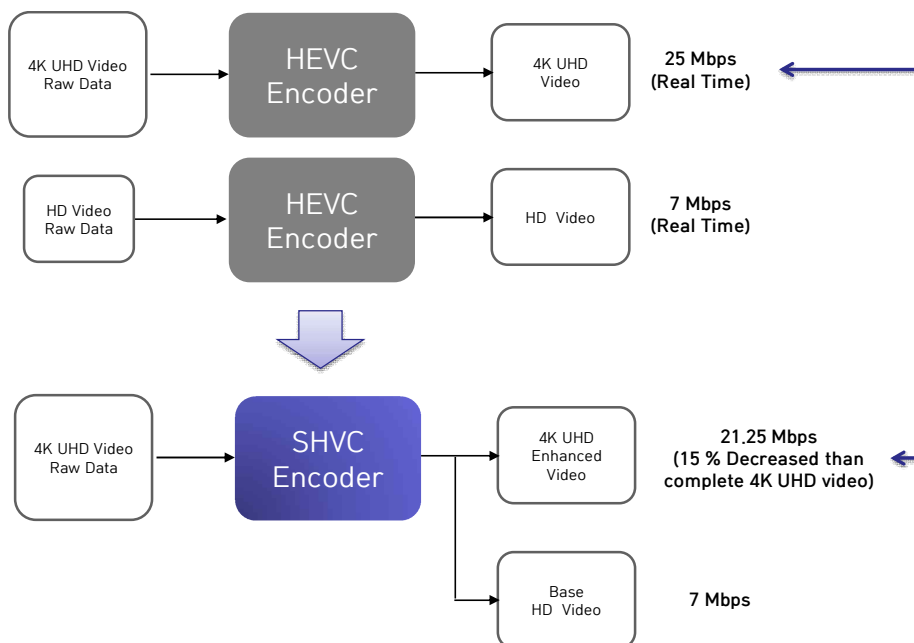 4K UHD Video
Raw Data
HEVC
Encoder
4K UHD
Video
25 Mbps
(Real Time)
HD Video
Raw Data
HEVC
Encoder
HD Video
7 Mbps
(Real Time)
4K UHD Video
Raw Data
SHVC
Encoder
4K UHD
Enhanced
Video
21.25 Mbps
(15 % Decreased than
complete 4K UHD video)
Base
HD Video
7 Mbps